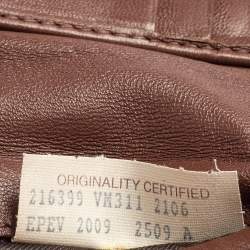 ORIGINALITY CERTIFIED
216399 VM311 2106
EPEV 2009 2509 A